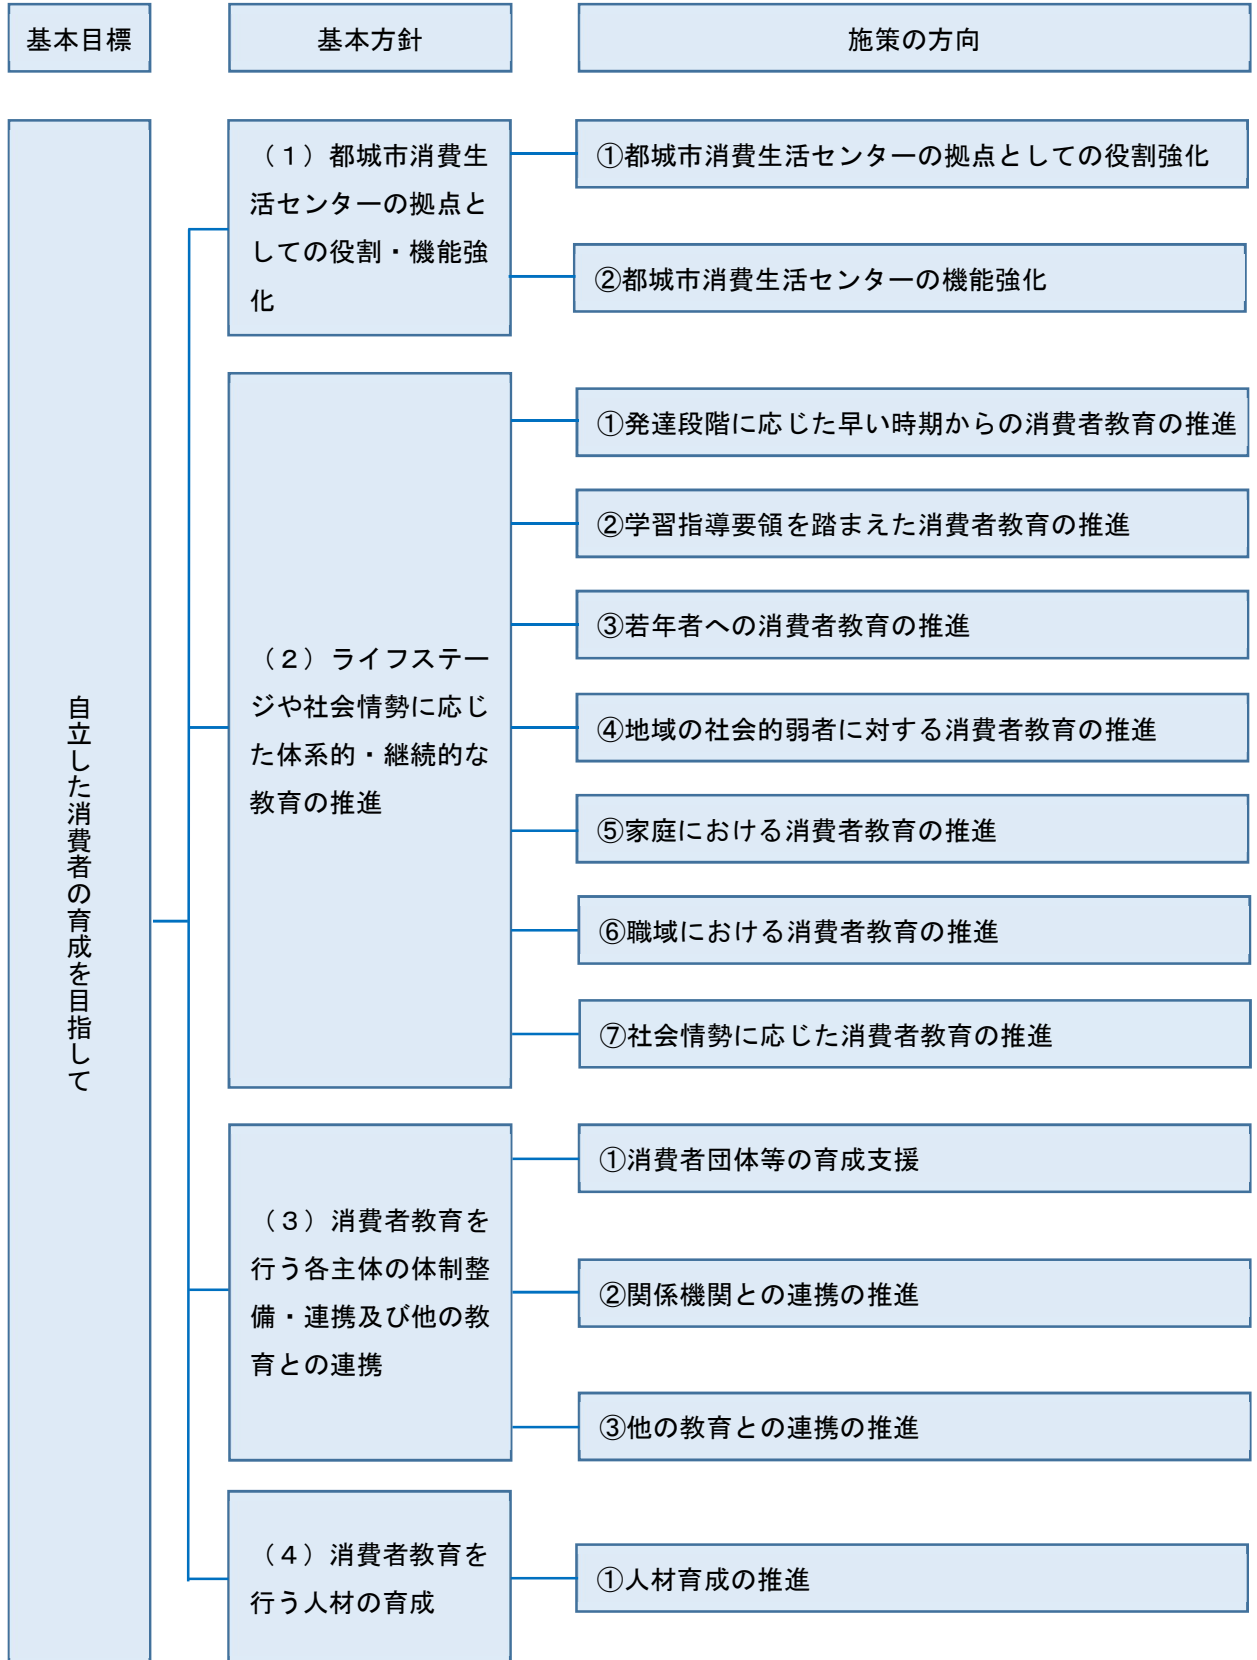 基本目標
基本方針
施策の方向
自立した消費者の育成を目指して
（１）都城市消費生
活センターの拠点と
しての役割・機能強
化
①都城市消費生活センターの拠点としての役割強化
②都城市消費生活センターの機能強化
（２）ライフステー
ジや社会情勢に応じ
た体系的・継続的な
教育の推進
①発達段階に応じた早い時期からの消費者教育の推進
②学習指導要領を踏まえた消費者教育の推進
③若年者への消費者教育の推進
④地域の社会的弱者に対する消費者教育の推進
⑤家庭における消費者教育の推進
⑥職域における消費者教育の推進
⑦社会情勢に応じた消費者教育の推進
（３）消費者教育を
行う各主体の体制整
備・連携及び他の教
育との連携
①消費者団体等の育成支援
②関係機関との連携の推進
③他の教育との連携の推進
（４）消費者教育を
行う人材の育成
①人材育成の推進